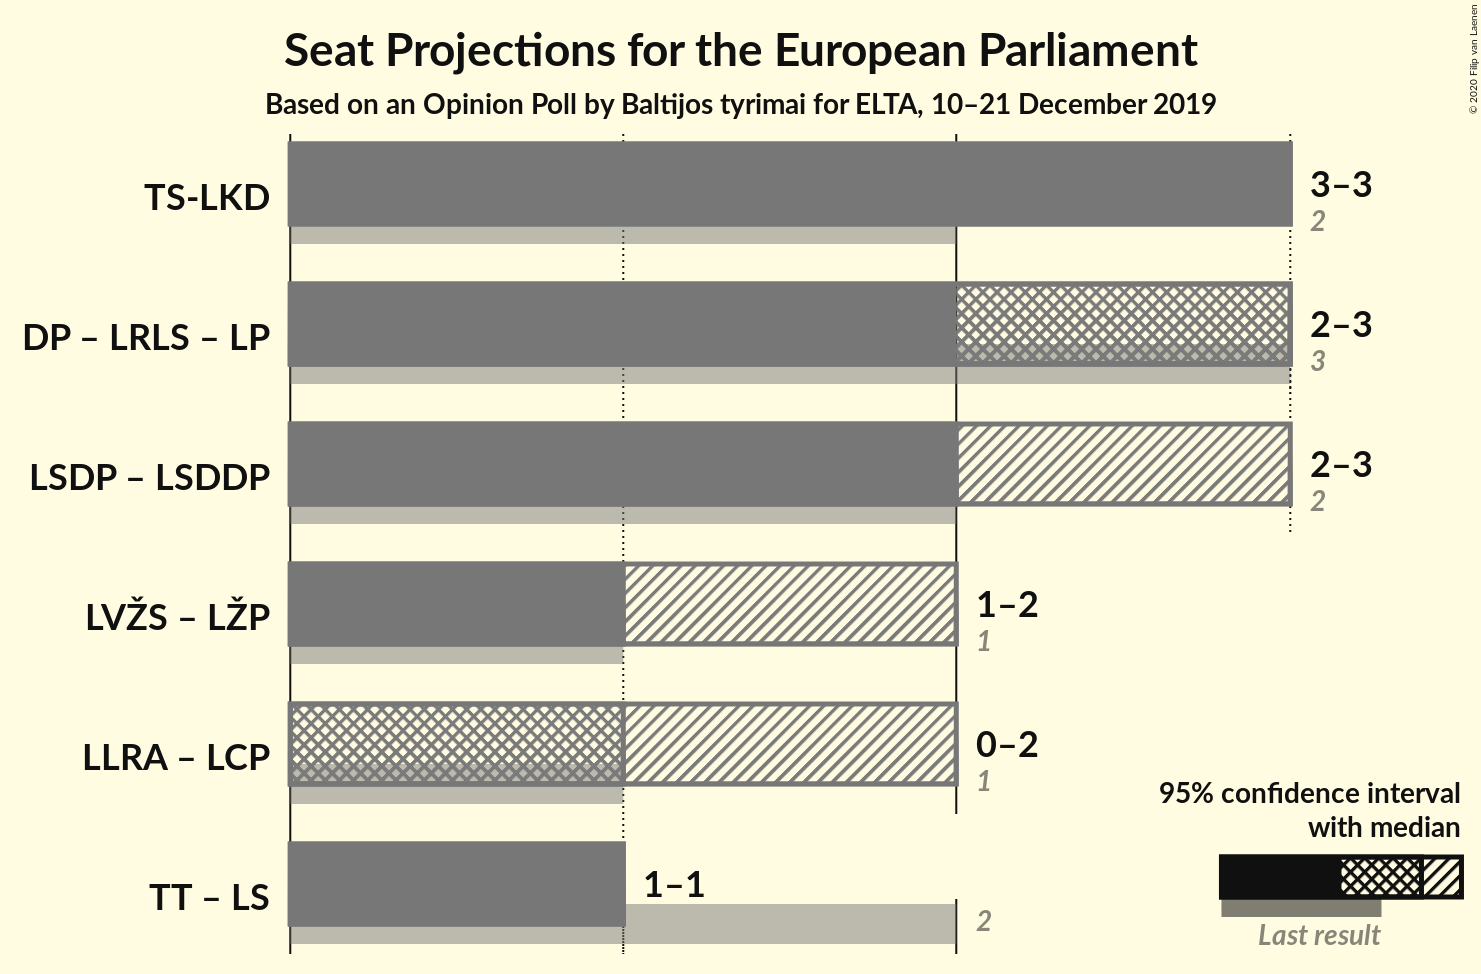 Seat Projections for the European Parliament
Based on an Opinion Poll by Baltijos tyrimai for ELTA, 10–21 December 2019
© 2020 Filip van Laenen
TS-LKD
3–3
2
DP – LRLS – LP
2–3
3
LSDP – LSDDP
2–3
2
LVŽS – LŽP
1–2
1
LLRA – LCP
0–2
1
TT – LS
1–1
2
95% confidence interval
with median
Last result